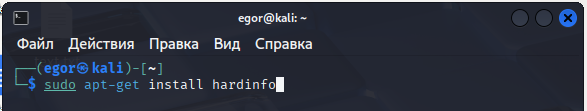 egor@kali: ~
Файл Действия Правка Вид Справка
┌──(egor㉿kali)-[~]
└─$ sudo apt-get install hardinfo